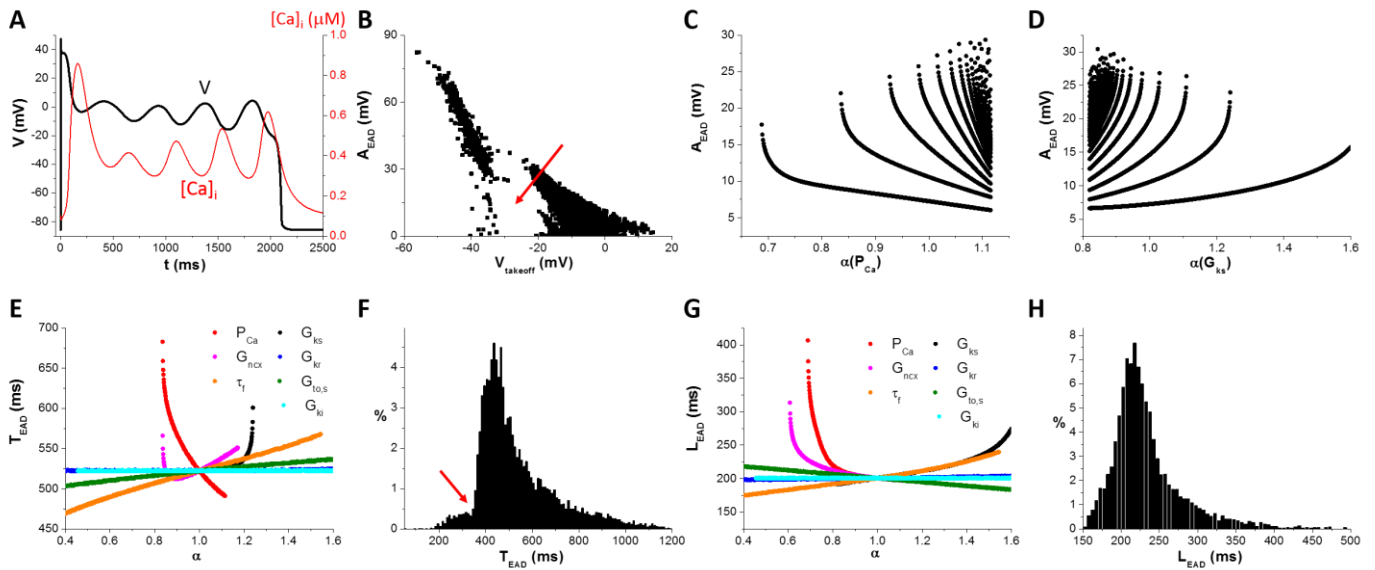 A
[Ca]i (μM)
V (mV)
40
20
0
-20
-40
-60
-80
V
[Ca]i
1.0
0.8
0.6
0.4
0.2
0.0
0
500
1000
1500
2000
2500
t (ms)
B
AEAD (mV)
90
60
30
0
-60
-40
-20
0
20
Vtakeoff (mV)
C
AEAD (mV)
30
25
20
15
10
5
0.7
0.8
0.9
1.0
1.1
α(PCa)
D
AEAD (mV)
30
25
20
15
10
5
0
0.8
1.0
1.2
1.4
1.6
α(Gks)
E
TEAD (ms)
700
650
600
550
500
450
PCa
Gncx
τf
Gks
Gkr
Gto,s
Gki
0.4
0.6
0.8
1.0
1.2
1.4
1.6
α
F
%
4
2
0
200
400
600
800
1000
1200
TEAD (ms)
G
LEAD (ms)
400
350
300
250
200
150
PCa
Gncx
τf
Gks
Gkr
Gto,s
Gki
0.4
0.6
0.8
1.0
1.2
1.4
1.6
α
H
%
8
7
6
5
4
3
2
1
0
150
200
250
300
350
400
450
500
LEAD (ms)